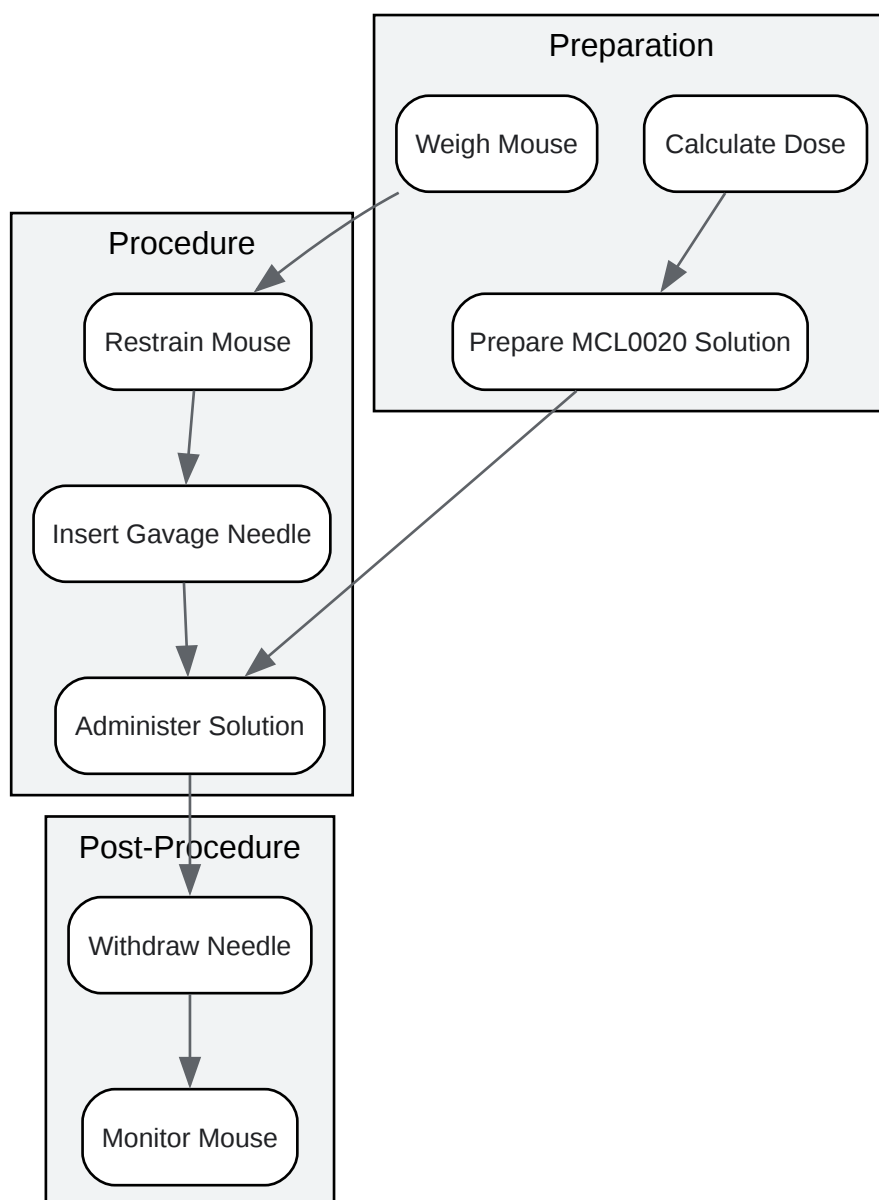 Preparation
Weigh Mouse
Calculate Dose
Procedure
Restrain Mouse
Prepare MCL0020 Solution
Insert Gavage Needle
Administer Solution
Post-Procedure
Withdraw Needle
Monitor Mouse